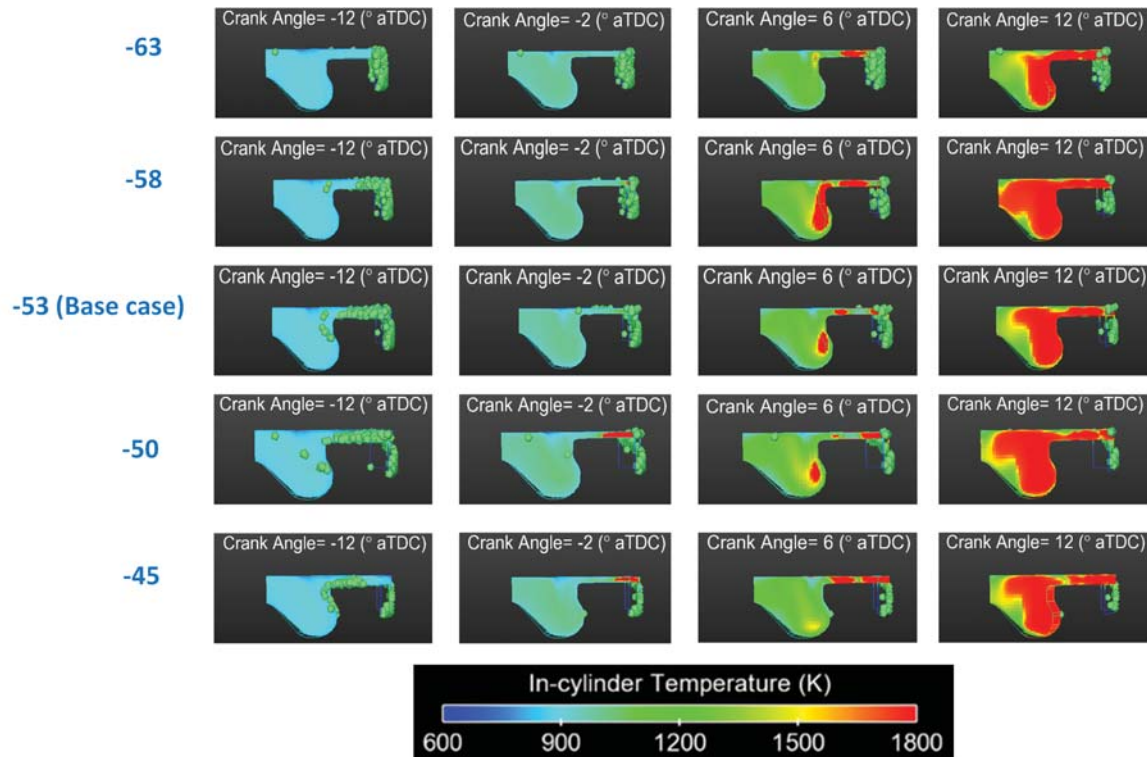 -63
Crank Angle= -12 (° aTDC)
Crank Angle= -2 (° aTDC)
Crank Angle= 6 (° aTDC)
Crank Angle= 12 (° aTDC)
-58
Crank Angle= -12 (° aTDC)
Crank Angle= -2 (° aTDC)
Crank Angle= 6 (° aTDC)
Crank Angle= 12 (° aTDC)
-53 (Base case)
Crank Angle= -12 (° aTDC)
Crank Angle= -2 (° aTDC)
Crank Angle= 6 (° aTDC)
Crank Angle= 12 (° aTDC)
-50
Crank Angle= -12 (° aTDC)
Crank Angle= -2 (° aTDC)
Crank Angle= 6 (° aTDC)
Crank Angle= 12 (° aTDC)
-45
Crank Angle= -12 (° aTDC)
Crank Angle= -2 (° aTDC)
Crank Angle= 6 (° aTDC)
Crank Angle= 12 (° aTDC)
In-cylinder Temperature (K)
600 900 1200 1500 1800